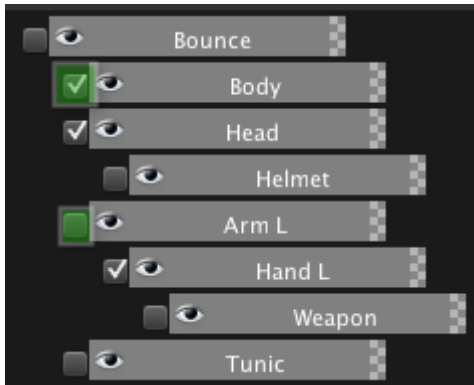 Bounce
Body
Head
Helmet
Arm L
Hand L
Weapon
Tunic